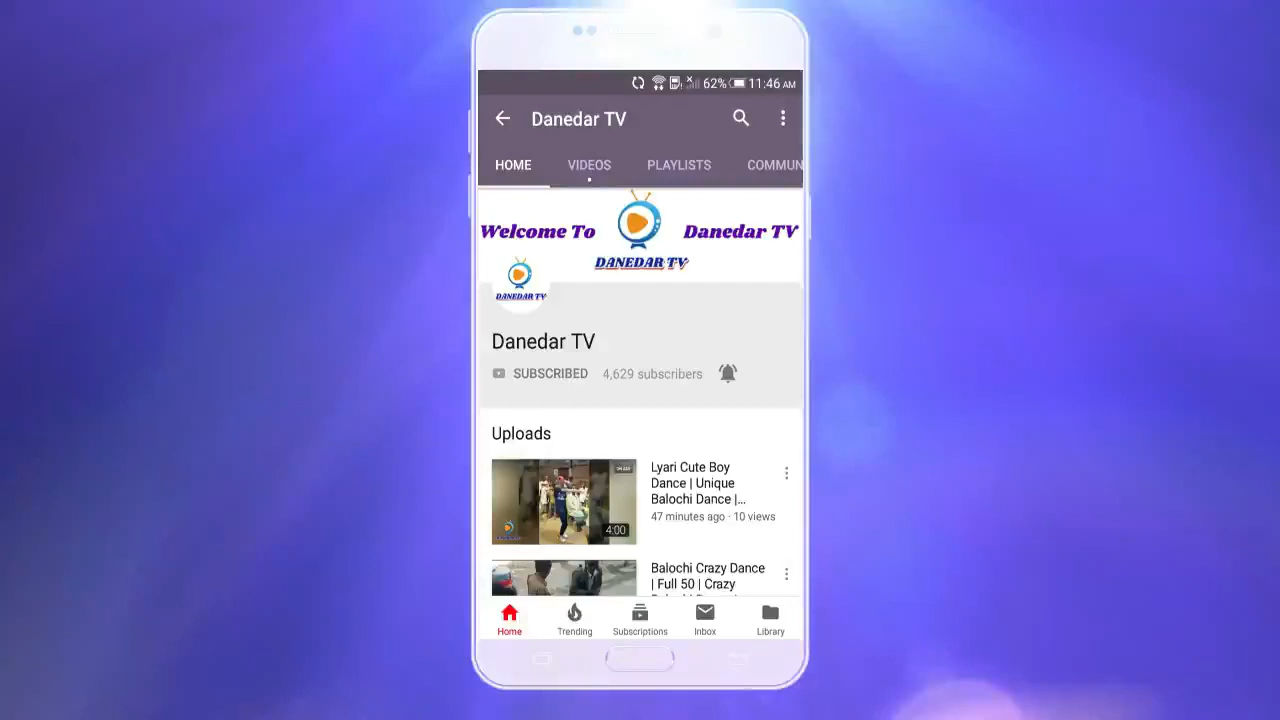 62% 11:46 AM
Danedar TV
HOME VIDEOS PLAYLISTS COMMUN
Welcome To Danedar TV
DANEDAR TV
DANEDAR TV
Danedar TV
SUBSCRIBED 4,629 subscribers
Uploads
Lyari Cute Boy
Dance | Unique
Balochi Dance |...
47 minutes ago · 10 views
4:00
Balochi Crazy Dance
| Full 50 | Crazy
Home Trending Subscriptions Inbox Library